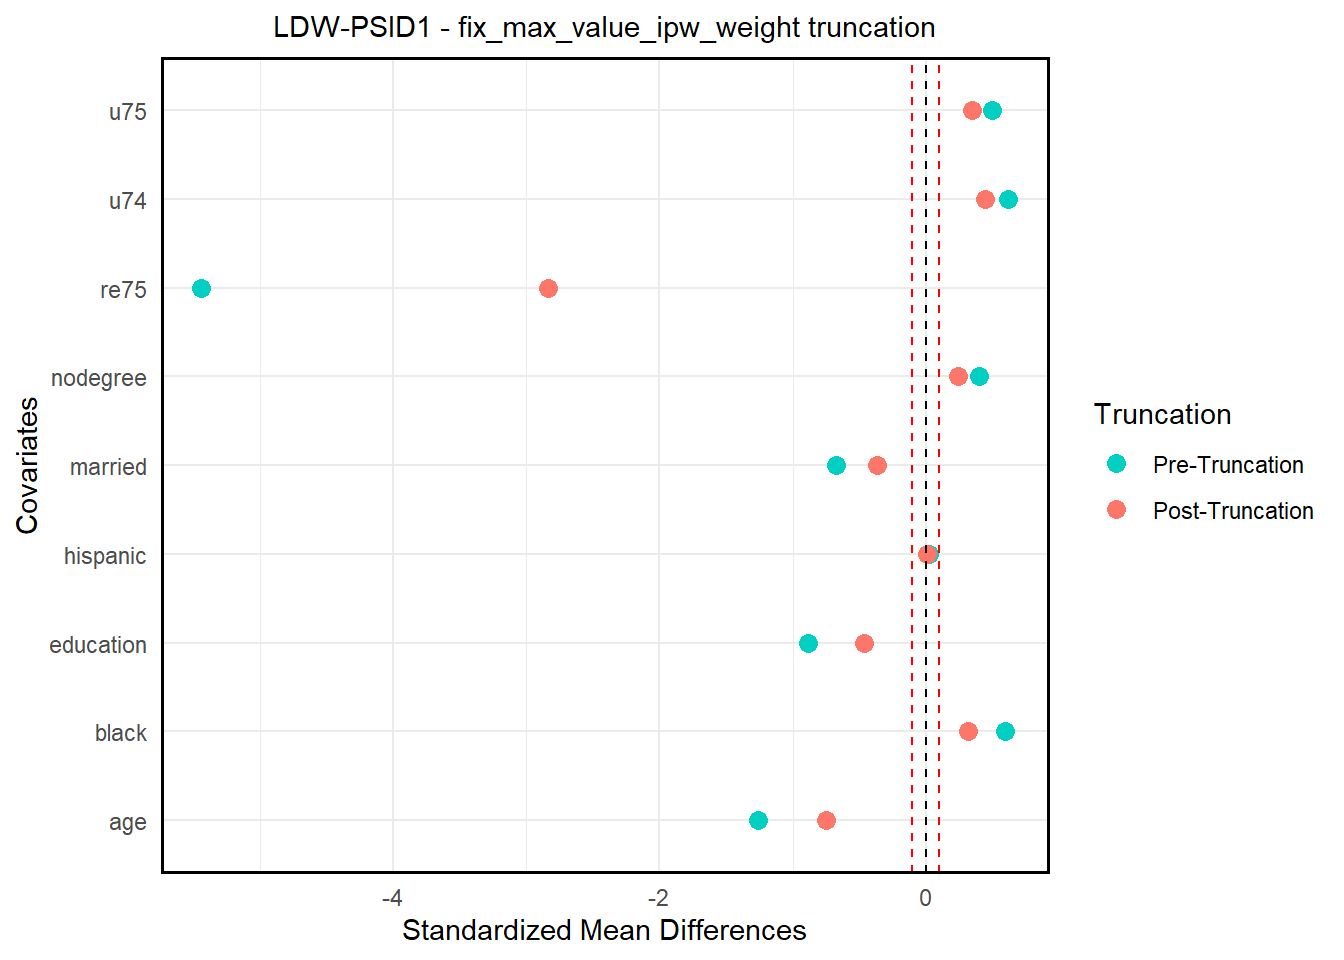 LDW-PSID1 - fix_max_value_ipw_weight truncation
u75
u74
re75
nodegree
married
hispanic
education
black
age
Covariates
-4
-2
0
Standardized Mean Differences
Truncation
Pre-Truncation
Post-Truncation